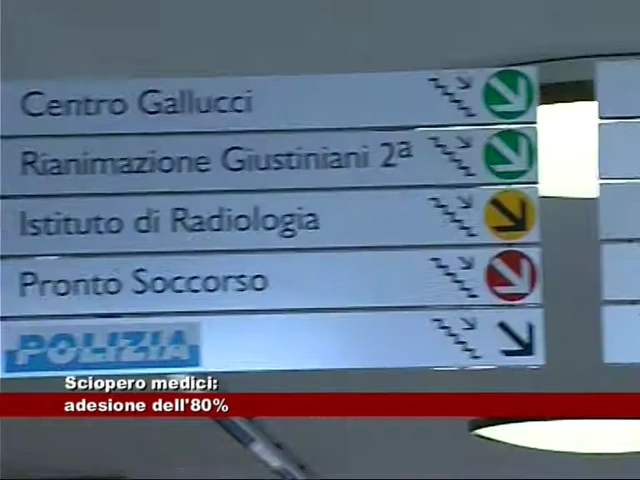 Centro Gallucci
Rianimazione Giustiniani 2ª
Istituto di Radiologia
Pronto Soccorso
POLIZIA
Sciopero medici:
adesione dell'80%